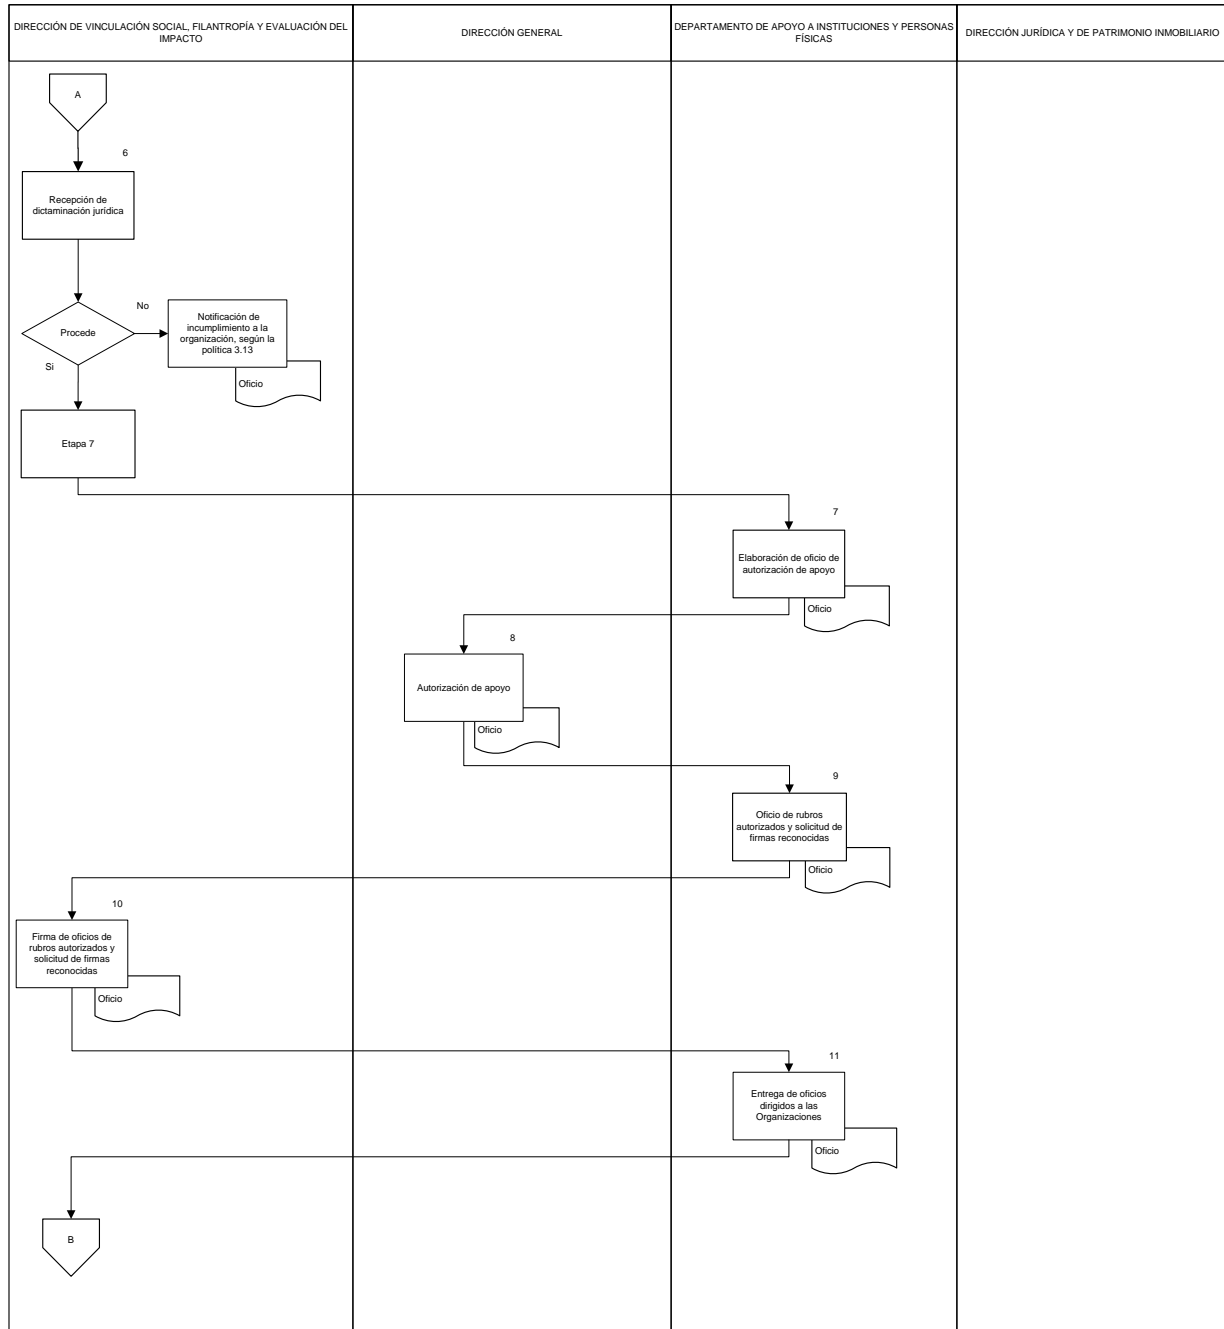 DIRECCIÓN DE VINCULACIÓN SOCIAL, FILANTROPÍA Y EVALUACIÓN DEL
IMPACTO
DIRECCIÓN GENERAL
DEPARTAMENTO DE APOYO A INSTITUCIONES Y PERSONAS
FÍSICAS
DIRECCIÓN JURÍDICA Y DE PATRIMONIO INMOBILIARIO
A
6
Recepción de
dictaminación jurídica
Procede
No
Notificación de
incumplimiento a la
organización, según la
política 3.13
Oficio
Si
Etapa 7
7
Elaboración de oficio de
autorización de apoyo
Oficio
8
Autorización de apoyo
Oficio
9
Oficio de rubros
autorizados y solicitud de
firmas reconocidas
Oficio
10
Firma de oficios de
rubros autorizados y
solicitud de firmas
reconocidas
Oficio
11
Entrega de oficios
dirigidos a las
Organizaciones
Oficio
B